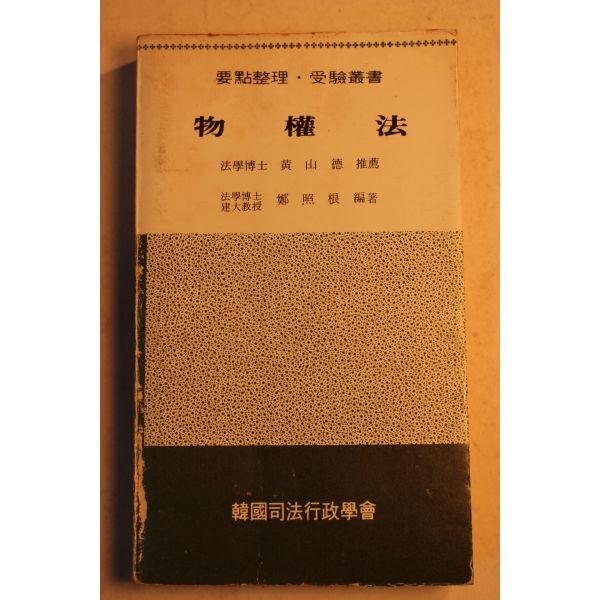 要點整理・受驗叢書
物權法
法學博士 黃山德 推薦
法學博士
建大教授 鄭照根 編著
韓國司法行政學會